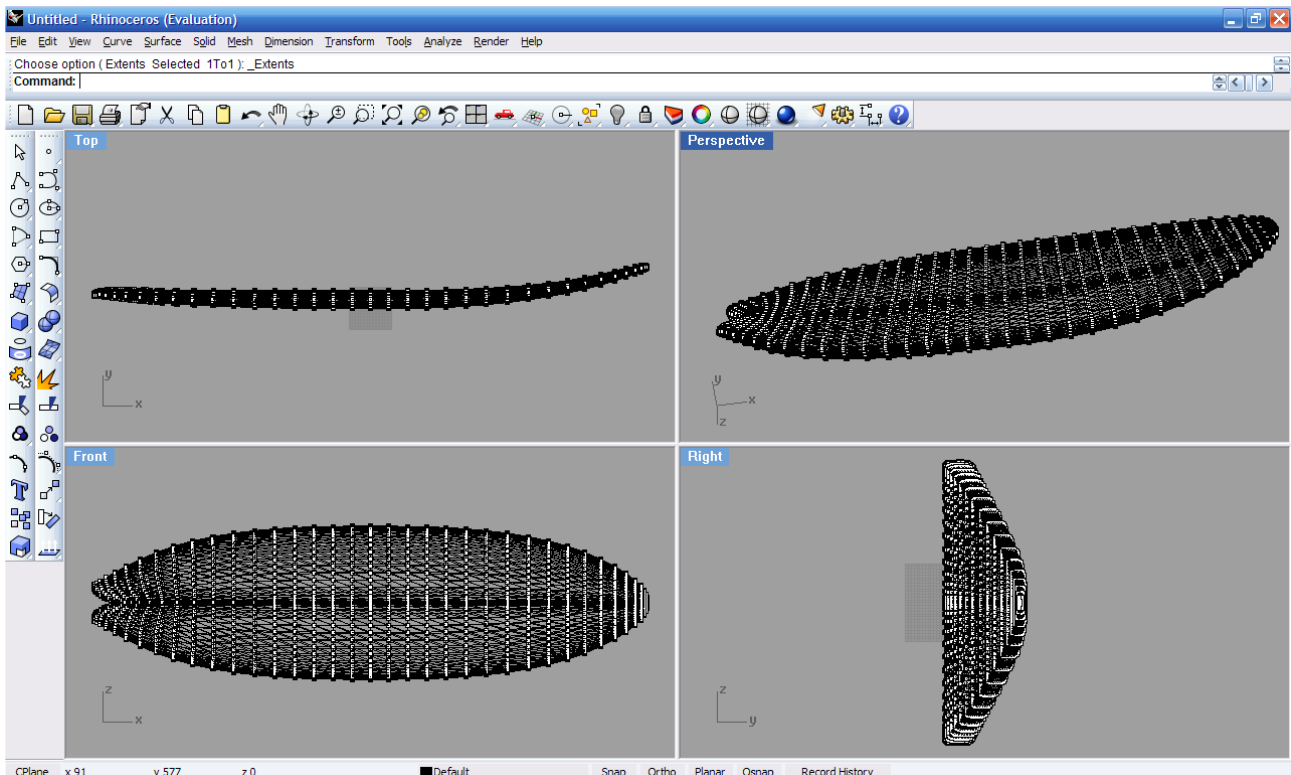 Untitled - Rhinoceros (Evaluation)
File Edit View Curve Surface Solid Mesh Dimension Transform Tools Analyze Render Help
Choose option ( Extents Selected 1To1 ): _Extents
Command:
Top
Perspective
y
x
y
x
z
Front
Right
z
x
z
y
CPlane x 91 y 577 z 0 Default Snap Ortho Planar Osnap Record History